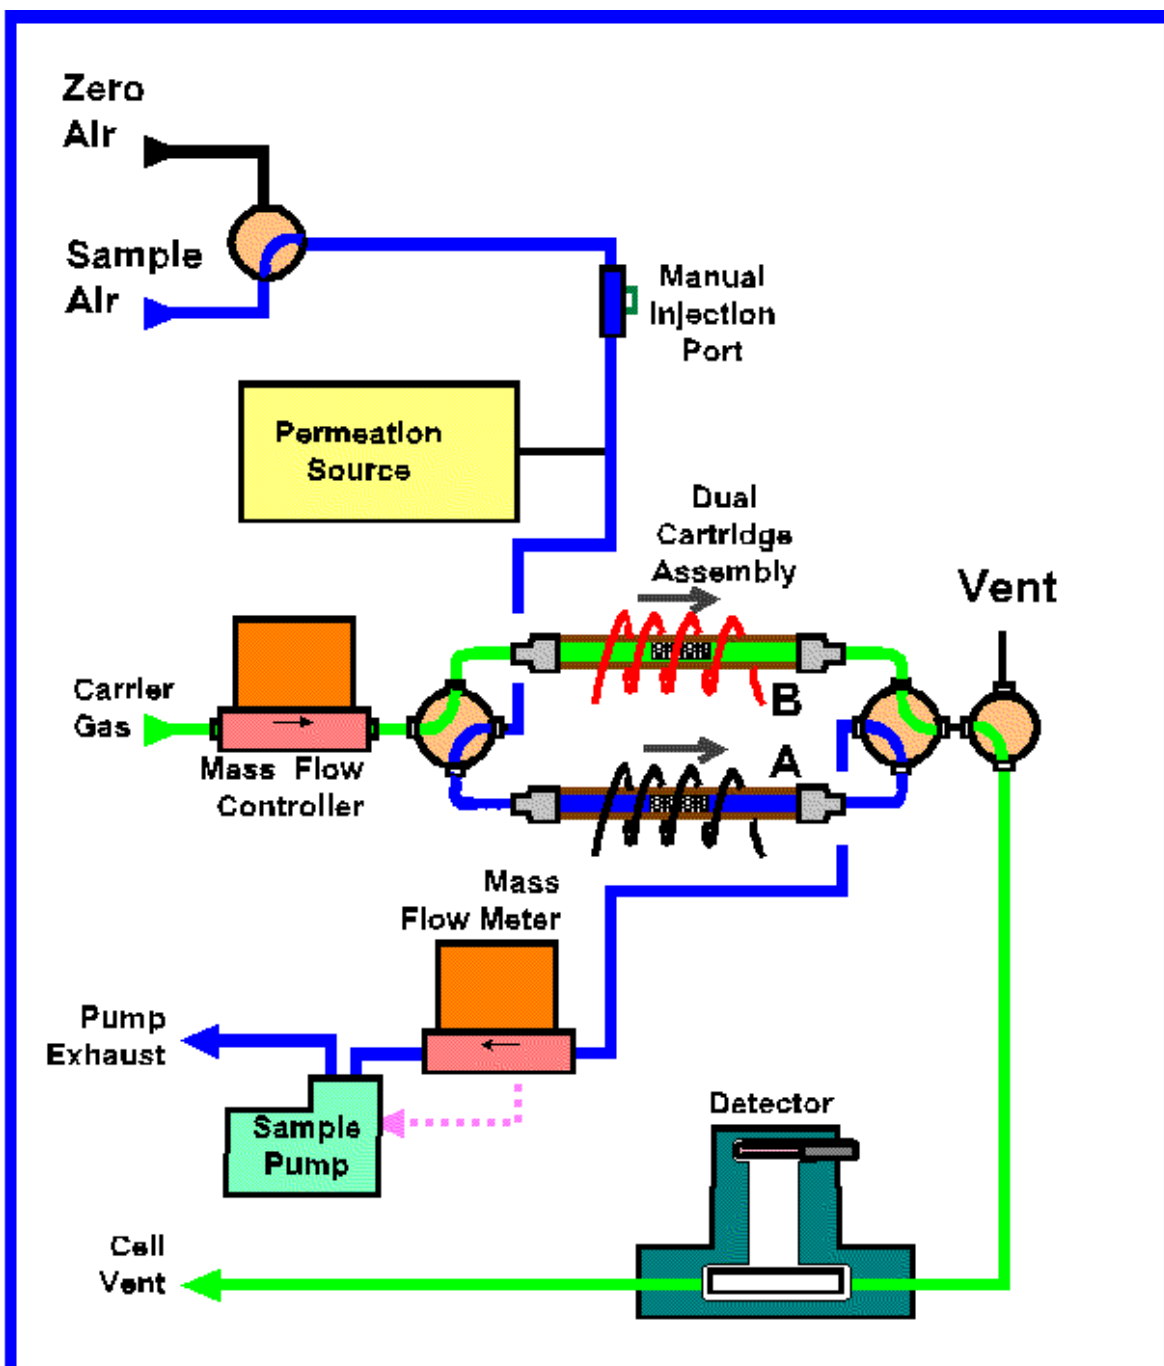 Zero
Air
Sample
Air
Manual
Injection
Port
Permeation
Source
Dual
Cartridge
Assembly
Vent
Carrier
Gas
Mass Flow
Controller
B
A
Mass
Flow Meter
Pump
Exhaust
Sample
Pump
Detector
Cell
Vent